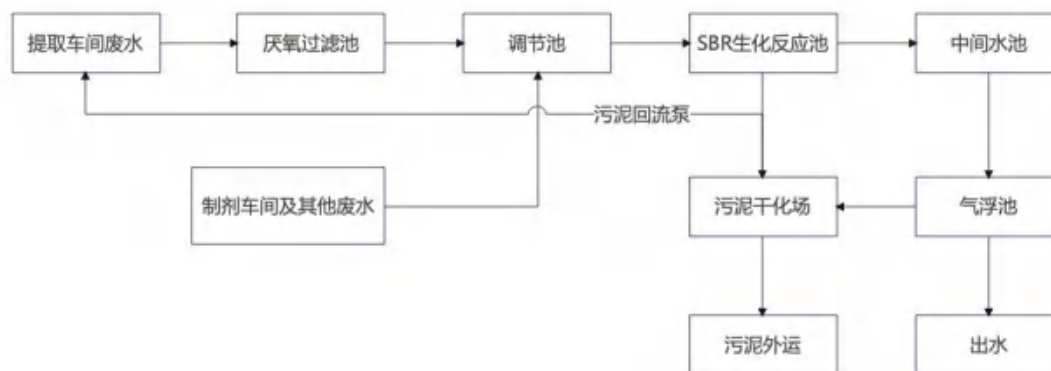 提取车间废水
厌氧过滤池
调节池
SBR生化反应池
中间水池
污泥回流泵
制剂车间及其他废水
污泥干化场
气浮池
污泥外运
出水